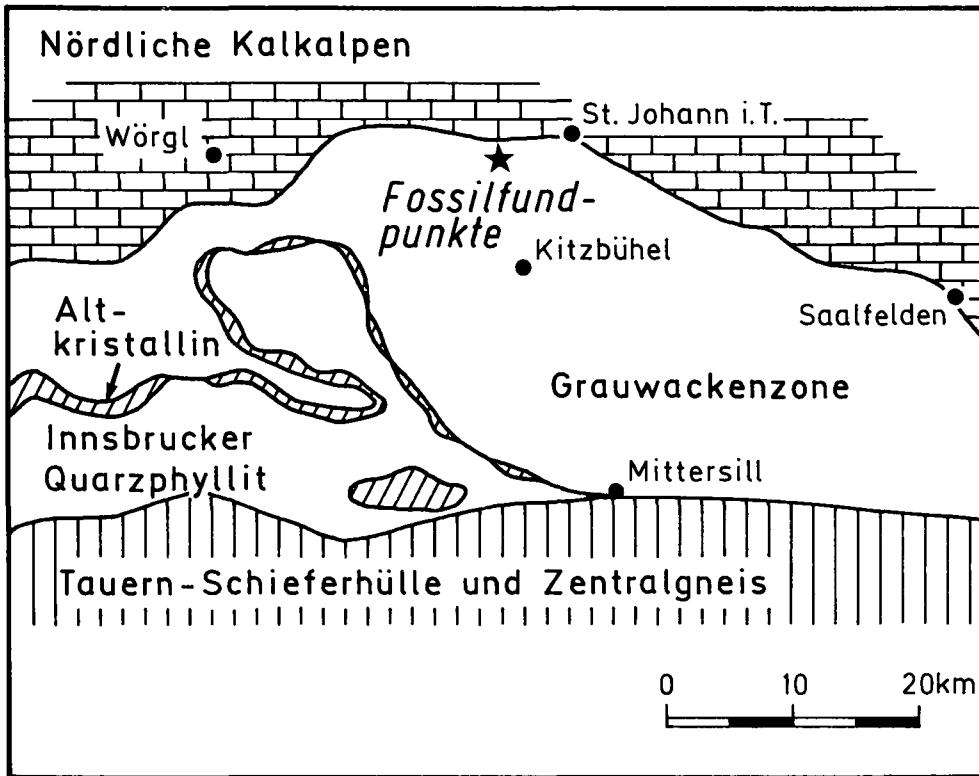 Nördliche Kalkalpen
St. Johann i.T.
Wörgl
Fossilfund-
punkte
Kitzbühel
Saalfelden
Alt-
kristallin
Grauwackenzone
Innsbrucker
Quarzphyllit
Mittersill
Tauern-Schieferhülle und Zentralgneis
0 10 20km